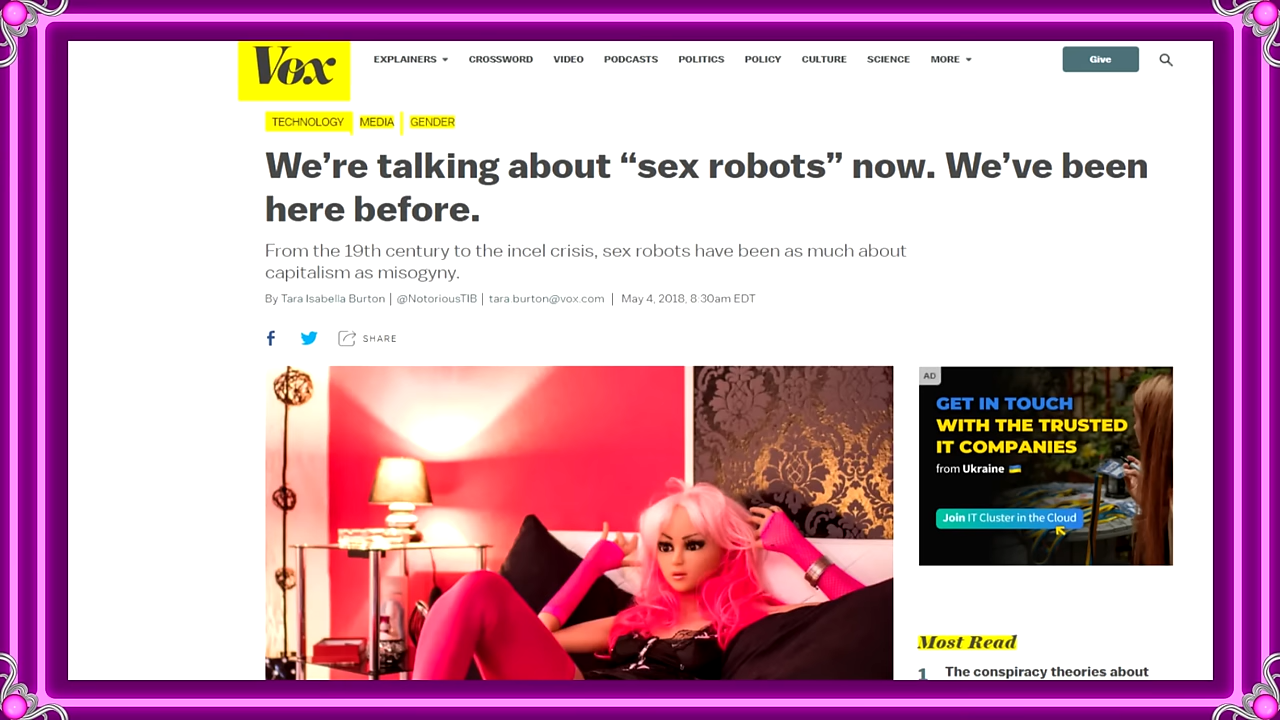 Vox
EXPLAINERS CROSSWORD VIDEO PODCASTS POLITICS POLICY CULTURE SCIENCE MORE Give
TECHNOLOGY MEDIA GENDER
We’re talking about “sex robots” now. We’ve been
here before.
From the 19th century to the incel crisis, sex robots have been as much about
capitalism as misogyny.
By Tara Isabella Burton | @NotoriousTIB | tara.burton@vox.com | May 4, 2018, 8:30am EDT
SHARE
AD
GET IN TOUCH
WITH THE TRUSTED
IT COMPANIES
from Ukraine
Join IT Cluster in the Cloud
Most Read
1 The conspiracy theories about